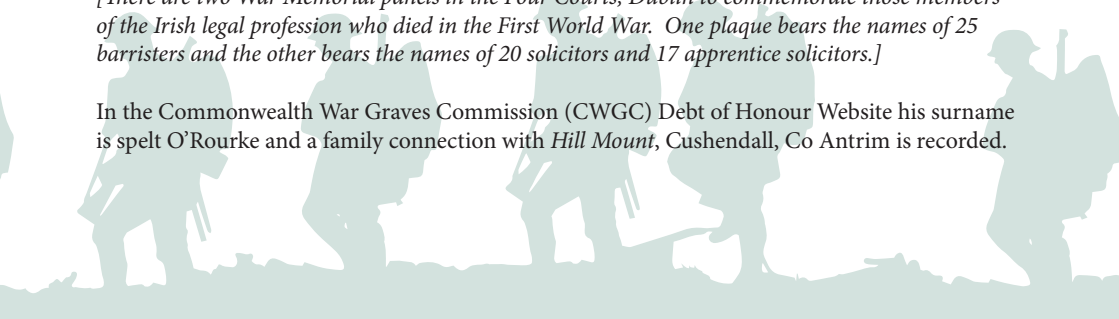 [There are two War Memorial panels in the Four Courts, Dublin to commemorate those members
of the Irish legal profession who died in the First World War. One plaque bears the names of 25
barristers and the other bears the names of 20 solicitors and 17 apprentice solicitors.]
In the Commonwealth War Graves Commission (CWGC) Debt of Honour Website his surname
is spelt O'Rourke and a family connection with Hill Mount, Cushendall, Co Antrim is recorded.